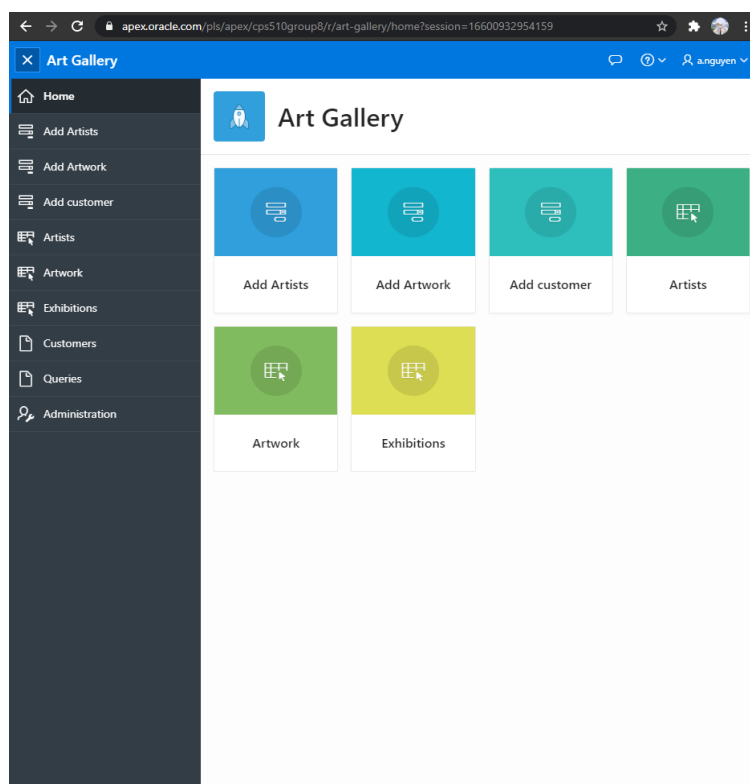 apex.oracle.com/pls/apex/cps510group8/r/art-gallery/home?session=16600932954159
Art Gallery
a.nguyen
Home
Add Artists
Add Artwork
Add customer
Artists
Artwork
Exhibitions
Customers
Queries
Administration
Art Gallery
Add Artists
Add Artwork
Add customer
Artists
Artwork
Exhibitions